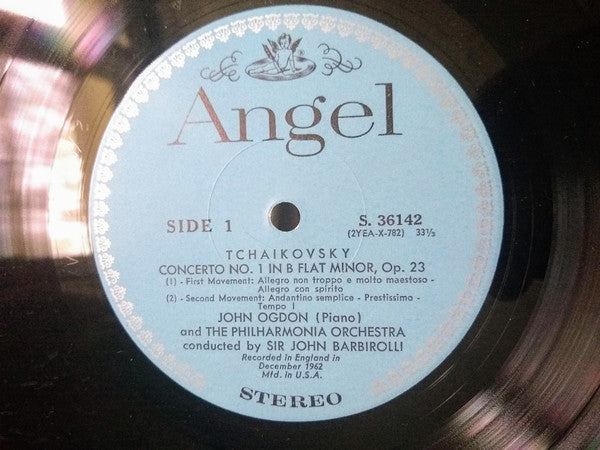 Angel
SIDE 1
S. 36142
(2YEA-X-782) 33⅓
TCHAIKOVSKY
CONCERTO NO. 1 IN B FLAT MINOR, Op. 23
(1) - First Movement: Allegro non troppo e molto maestoso -
Allegro con spirito
(2) - Second Movement: Andantino semplice - Prestissimo -
Tempo I
JOHN OGDON (Piano)
and THE PHILHARMONIA ORCHESTRA
conducted by SIR JOHN BARBIROLLI
Recorded in England in
December 1962
Mfd. in U.S.A.
STEREO